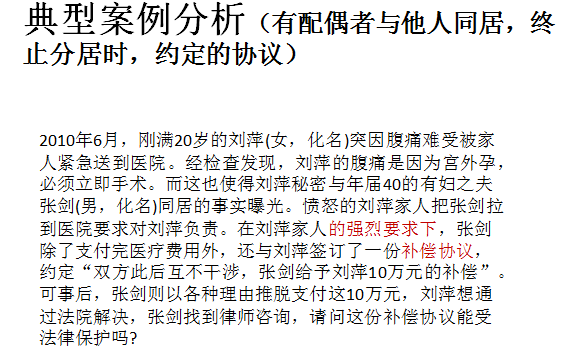 典型案例分析（有配偶者与他人同居，终
止分居时，约定的协议）
2010年6月，刚满20岁的刘萍(女，化名)突因腹痛难受被家
人紧急送到医院。经检查发现，刘萍的腹痛是因为宫外孕，
必须立即手术。而这也使得刘萍秘密与年届40的有妇之夫
张剑(男，化名)同居的事实曝光。愤怒的刘萍家人把张剑拉
到医院要求对刘萍负责。在刘萍家人的强烈要求下，张剑
除了支付完医疗费用外，还与刘萍签订了一份补偿协议，
约定“双方此后互不干涉，张剑给予刘萍10万元的补偿”。
可事后，张剑则以各种理由推脱支付这10万元，刘萍想通
过法院解决，张剑找到律师咨询，请问这份补偿协议能受
法律保护吗?